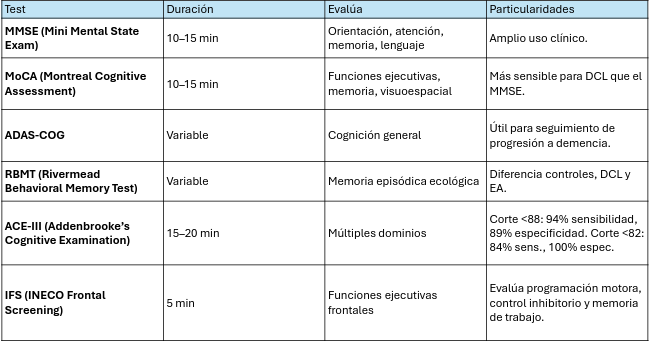 Test Duración Evalúa Particularidades
MMSE (Mini Mental State
Exam)
10–15 min
Orientación, atención,
memoria, lenguaje
Amplio uso clínico.
MoCA (Montreal Cognitive
Assessment)
10–15 min
Funciones ejecutivas,
memoria, visuoespacial
Más sensible para DCL que el
MMSE.
ADAS-COG
Variable
Cognición general
Útil para seguimiento de
progresión a demencia.
RBMT (Rivermead
Behavioral Memory Test)
Variable
Memoria episódica ecológica
Diferencia controles, DCL y
EA.
ACE-III (Addenbrooke’s
Cognitive Examination)
15–20 min
Múltiples dominios
Corte <88: 94% sensibilidad,
89% especificidad. Corte <82:
84% sens., 100% espec.
IFS (INECO Frontal
Screening)
5 min
Funciones ejecutivas
frontales
Evalúa programación motora,
control inhibitorio y memoria
de trabajo.